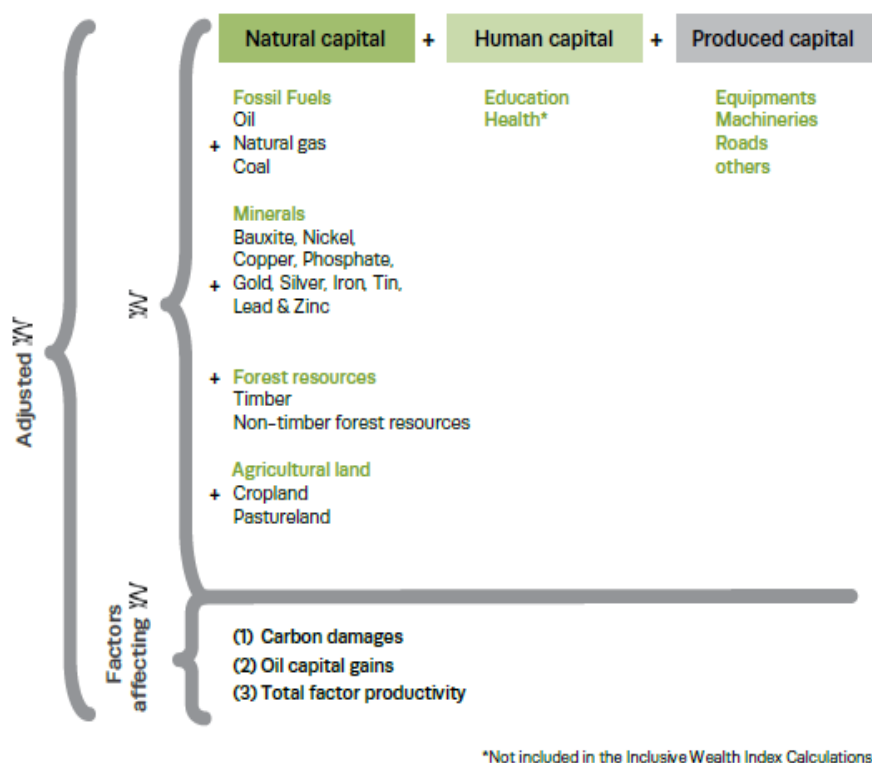 Natural capital + Human capital + Produced capital
Fossil Fuels
Oil
+ Natural gas
Coal
Education
Health*
Equipments
Machineries
Roads
others
Minerals
Bauxite, Nickel,
Copper, Phosphate,
+ Gold, Silver, Iron, Tin,
Lead & Zinc
+ Forest resources
Timber
Non-timber forest resources
Agricultural land
+ Cropland
Pastureland
Adjusted
Factors
affecting
(1) Carbon damages
(2) Oil capital gains
(3) Total factor productivity
*Not included in the Inclusive Wealth Index Calculations